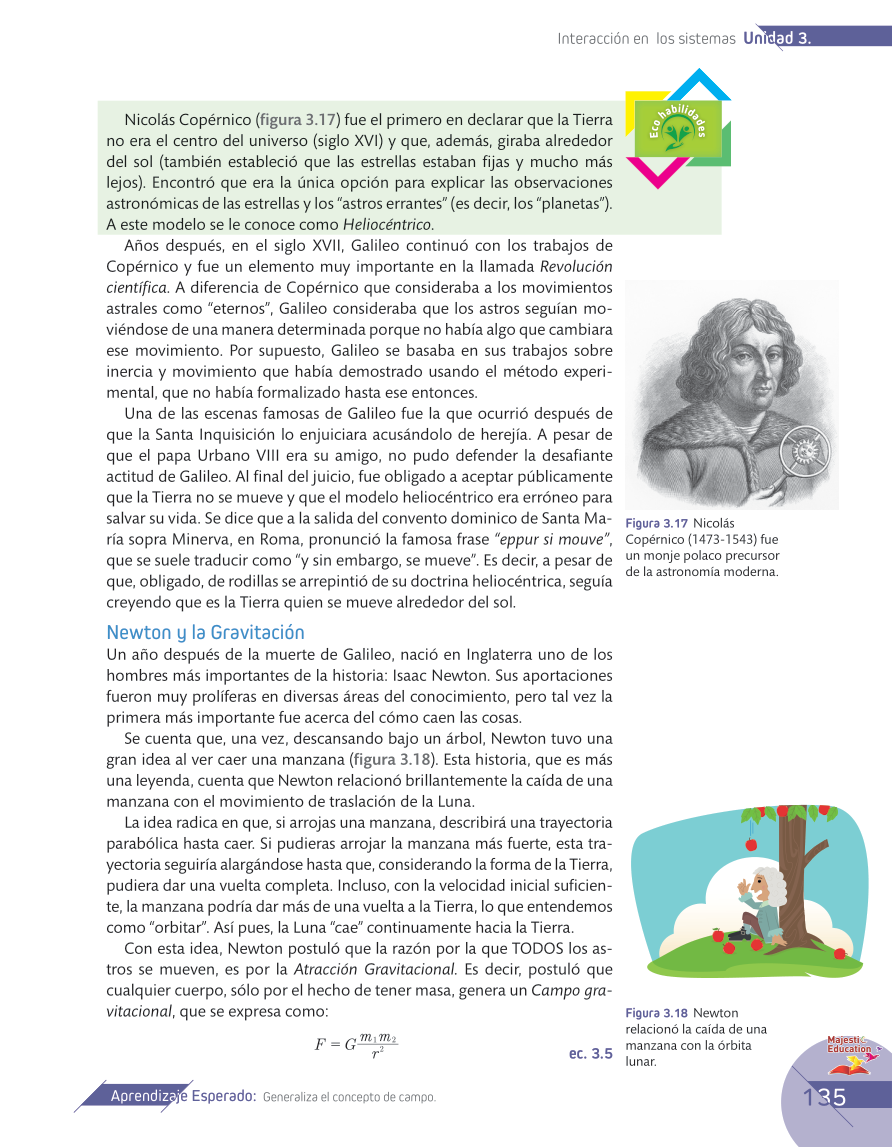 Interacción en los sistemas Unidad 3.
Nicolás Copérnico (figura 3.17) fue el primero en declarar que la Tierra
no era el centro del universo (siglo XVI) y que, además, giraba alrededor
del sol (también estableció que las estrellas estaban fijas y mucho más
lejos). Encontró que era la única opción para explicar las observaciones
astronómicas de las estrellas y los “astros errantes” (es decir, los “planetas”).
A este modelo se le conoce como Heliocéntrico.
Eco habilidades
Años después, en el siglo XVII, Galileo continuó con los trabajos de
Copérnico y fue un elemento muy importante en la llamada Revolución
científica. A diferencia de Copérnico que consideraba a los movimientos
astrales como “eternos”, Galileo consideraba que los astros seguían mo-
viéndose de una manera determinada porque no había algo que cambiara
ese movimiento. Por supuesto, Galileo se basaba en sus trabajos sobre
inercia y movimiento que había demostrado usando el método experi-
mental, que no había formalizado hasta ese entonces.
Una de las escenas famosas de Galileo fue la que ocurrió después de
que la Santa Inquisición lo enjuiciara acusándolo de herejía. A pesar de
que el papa Urbano VIII era su amigo, no pudo defender la desafiante
actitud de Galileo. Al final del juicio, fue obligado a aceptar públicamente
que la Tierra no se mueve y que el modelo heliocéntrico era erróneo para
salvar su vida. Se dice que a la salida del convento dominico de Santa Ma-
ría sopra Minerva, en Roma, pronunció la famosa frase “eppur si mouve”,
que se suele traducir como “y sin embargo, se mueve”. Es decir, a pesar de
que, obligado, de rodillas se arrepintió de su doctrina heliocéntrica, seguía
creyendo que es la Tierra quien se mueve alrededor del sol.
Figura 3.17 Nicolás
Copérnico (1473-1543) fue
un monje polaco precursor
de la astronomía moderna.
Newton y la Gravitación
Un año después de la muerte de Galileo, nació en Inglaterra uno de los
hombres más importantes de la historia: Isaac Newton. Sus aportaciones
fueron muy prolíferas en diversas áreas del conocimiento, pero tal vez la
primera más importante fue acerca del cómo caen las cosas.
Se cuenta que, una vez, descansando bajo un árbol, Newton tuvo una
gran idea al ver caer una manzana (figura 3.18). Esta historia, que es más
una leyenda, cuenta que Newton relacionó brillantemente la caída de una
manzana con el movimiento de traslación de la Luna.
La idea radica en que, si arrojas una manzana, describirá una trayectoria
parabólica hasta caer. Si pudieras arrojar la manzana más fuerte, esta tra-
yectoria seguiría alargándose hasta que, considerando la forma de la Tierra,
pudiera dar una vuelta completa. Incluso, con la velocidad inicial suficien-
te, la manzana podría dar más de una vuelta a la Tierra, lo que entendemos
como “orbitar”. Así pues, la Luna “cae” continuamente hacia la Tierra.
Con esta idea, Newton postuló que la razón por la que TODOS los as-
tros se mueven, es por la Atracción Gravitacional. Es decir, postuló que
cualquier cuerpo, sólo por el hecho de tener masa, genera un Campo gra-
vitacional, que se expresa como:
F = G m₁m₂ / r²
ec. 3.5
Figura 3.18 Newton
relacionó la caída de una
manzana con la órbita
lunar.
Majestic
Education
Aprendizaje Esperado: Generaliza el concepto de campo.
135